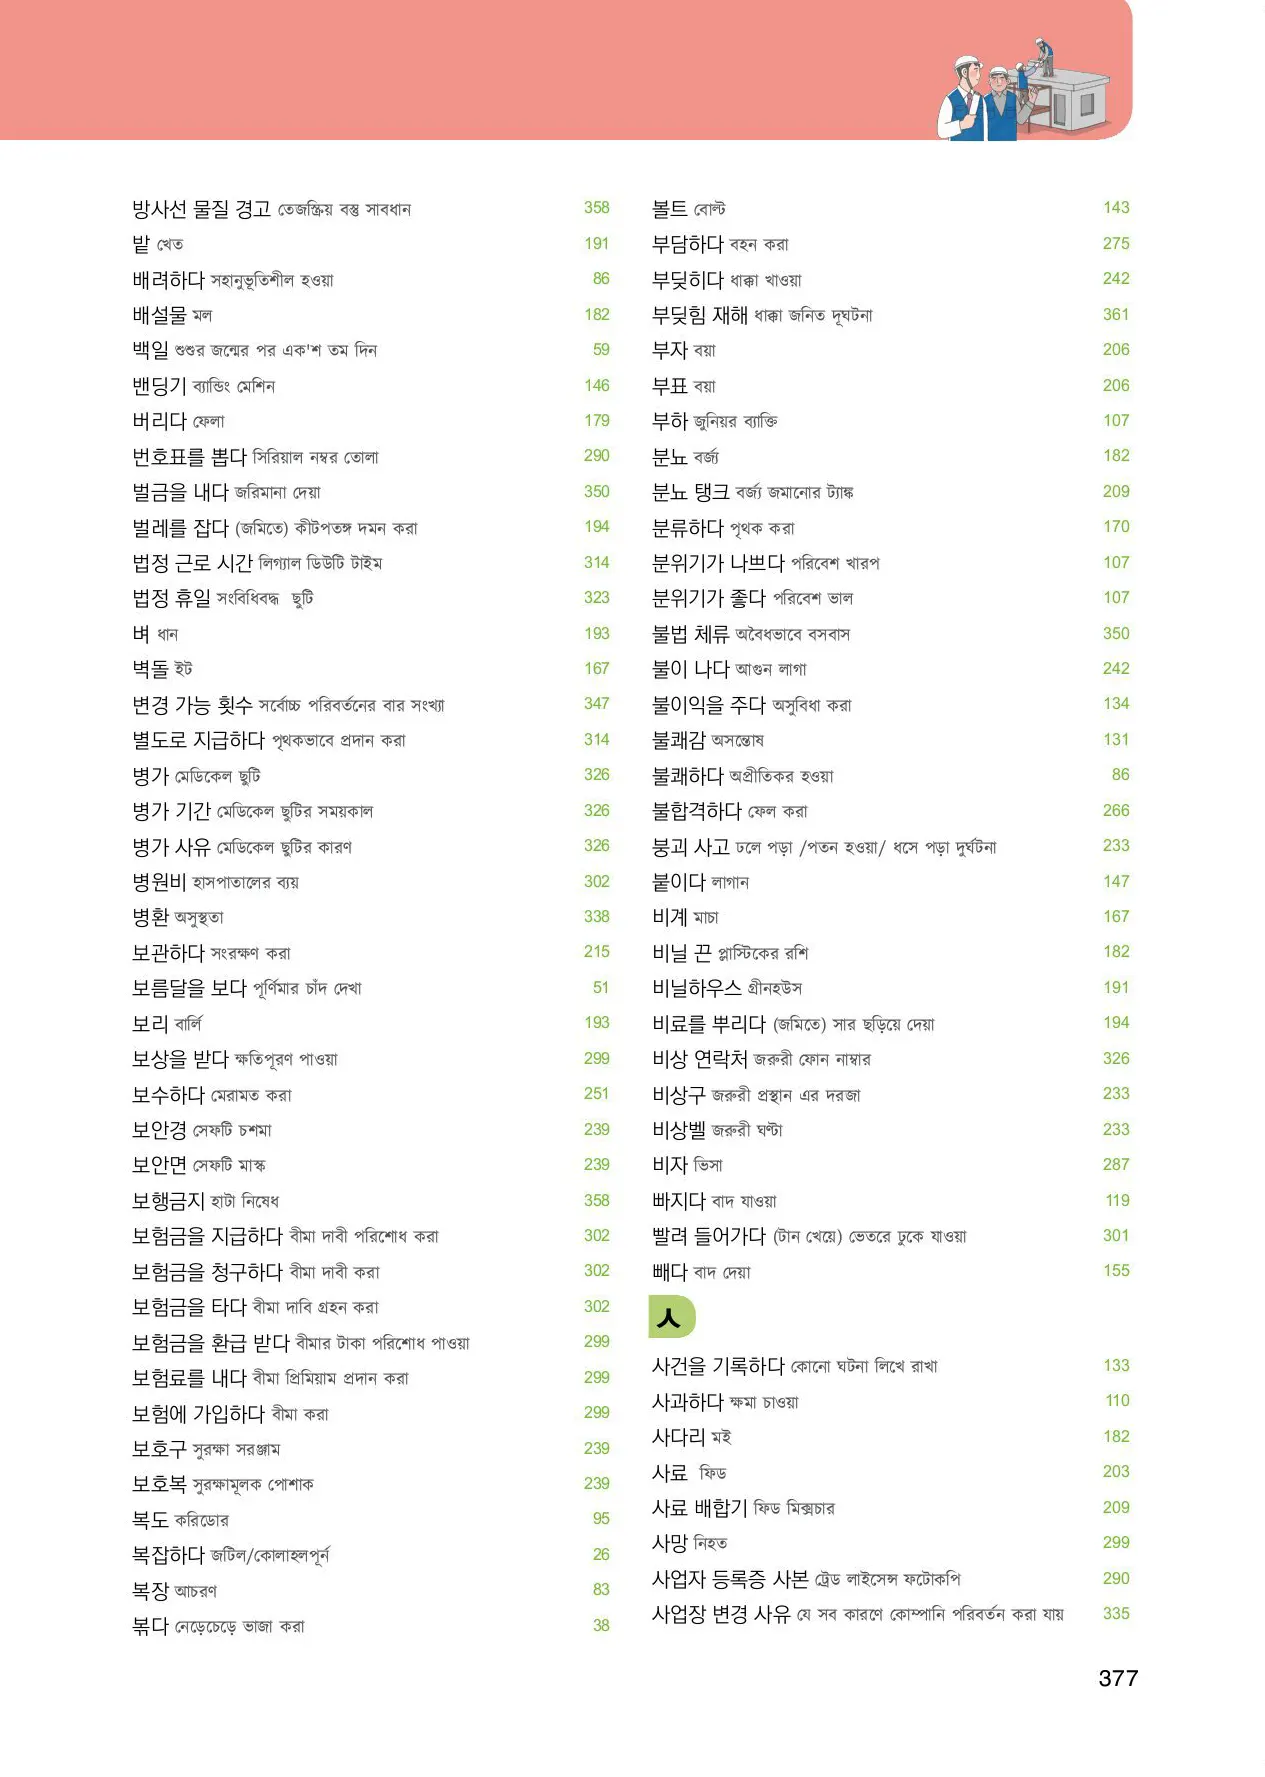 방사선 물질 경고 তেজস্ক্রিয় বস্তু সাবধান 358
밭 খেত 191
배려하다 সহানুভূতিশীল হওয়া 86
배설물 মল 182
백일 শুশুর জন্মের পর এক'শ তম দিন 59
밴딩기 ব্যান্ডিং মেশিন 146
버리다 ফেলা 179
번호표를 뽑다 সিরিয়াল নম্বর তোলা 290
벌금을 내다 জরিমানা দেয়া 350
벌레를 잡다 (জমিতে) কীটপতঙ্গ দমন করা 194
법정 근로 시간 লিগ্যাল ডিউটি টাইম 314
법정 휴일 সংবিধিবদ্ধ ছুটি 323
벼 ধান 193
벽돌 ইট 167
변경 가능 횟수 সর্বোচ্চ পরিবর্তনের বার সংখ্যা 347
별도로 지급하다 পৃথকভাবে প্রদান করা 314
병가 মেডিকেল ছুটি 326
병가 기간 মেডিকেল ছুটির সময়কাল 326
병가 사유 মেডিকেল ছুটির কারণ 326
병원비 হাসপাতালের ব্যয় 302
병환 অসুস্থতা 338
보관하다 সংরক্ষণ করা 215
보름달을 보다 পূর্ণিমার চাঁদ দেখা 51
보리 বার্লি 193
보상을 받다 ক্ষতিপূরণ পাওয়া 299
보수하다 মেরামত করা 251
보안경 সেফটি চশমা 239
보안면 সেফটি মাস্ক 239
보행금지 হাটা নিষেধ 358
보험금을 지급하다 বীমা দাবী পরিশোধ করা 302
보험금을 청구하다 বীমা দাবী করা 302
보험금을 타다 বীমা দাবি গ্রহন করা 302
보험금을 환급 받다 বীমার টাকা পরিশোধ পাওয়া 299
보험료를 내다 বীমা প্রিমিয়াম প্রদান করা 299
보험에 가입하다 বীমা করা 299
보호구 সুরক্ষা সরঞ্জাম 239
보호복 সুরক্ষামূলক পোশাক 239
복도 করিডোর 95
복잡하다 জটিল/কোলাহলপূর্ন 26
복장 আচরণ 83
볶다 নেড়েচেড়ে ভাজা করা 38
볼트 বোল্ট 143
부담하다 বহন করা 275
부딪히다 ধাক্কা খাওয়া 242
부딪힘 재해 ধাক্কা জনিত দূঘটনা 361
부자 বয়া 206
부표 বয়া 206
부하 জুনিয়র ব্যাক্তি 107
분뇨 বর্জ্য 182
분뇨 탱크 বর্জ্য জমানোর ট্যাঙ্ক 209
분류하다 পৃথক করা 170
분위기가 나쁘다 পরিবেশ খারপ 107
분위기가 좋다 পরিবেশ ভাল 107
불법 체류 অবৈধভাবে বসবাস 350
불이 나다 আগুন লাগা 242
불이익을 주다 অসুবিধা করা 134
불쾌감 অসন্তোষ 131
불쾌하다 অপ্রীতিকর হওয়া 86
불합격하다 ফেল করা 266
붕괴 사고 ঢলে পড়া /পতন হওয়া/ ধসে পড়া দুর্ঘটনা 233
붙이다 লাগান 147
비계 মাচা 167
비닐 끈 প্লাস্টিকের রশি 182
비닐하우스 গ্রীনহউস 191
비료를 뿌리다 (জমিতে) সার ছড়িয়ে দেয়া 194
비상 연락처 জরুরী ফোন নাম্বার 326
비상구 জরুরী প্রস্থান এর দরজা 233
비상벨 জরুরী ঘণ্টা 233
비자 ভিসা 287
빠지다 বাদ যাওয়া 119
빨려 들어가다 (টান খেয়ে) ভেতরে ঢুকে যাওয়া 301
빼다 বাদ দেয়া 155
ㅅ
사건을 기록하다 কোনো ঘটনা লিখে রাখা 133
사과하다 ক্ষমা চাওয়া 110
사다리 মই 182
사료 ফিড 203
사료 배합기 ফিড মিক্সচার 209
사망 নিহত 299
사업자 등록증 사본 ট্রেড লাইসেন্স ফটোকপি 290
사업장 변경 사유 যে সব কারণে কোম্পানি পরিবর্তন করা যায় 335
377